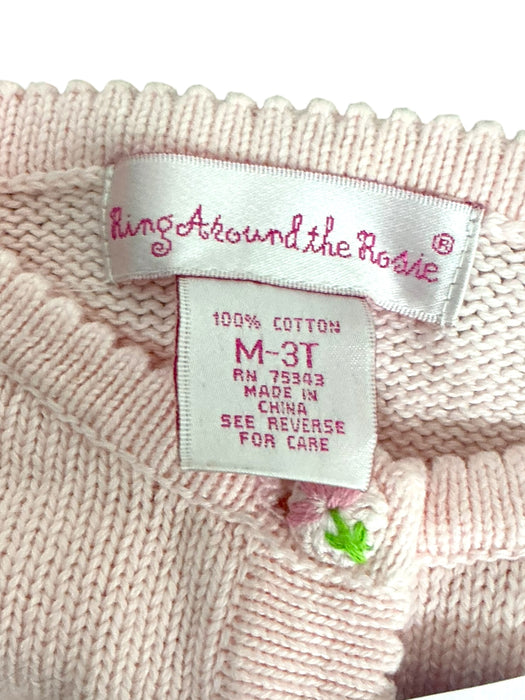 Ring Around the Rosie®
100% COTTON
M-3T
RN 75343
MADE IN
CHINA
SEE REVERSE
FOR CARE